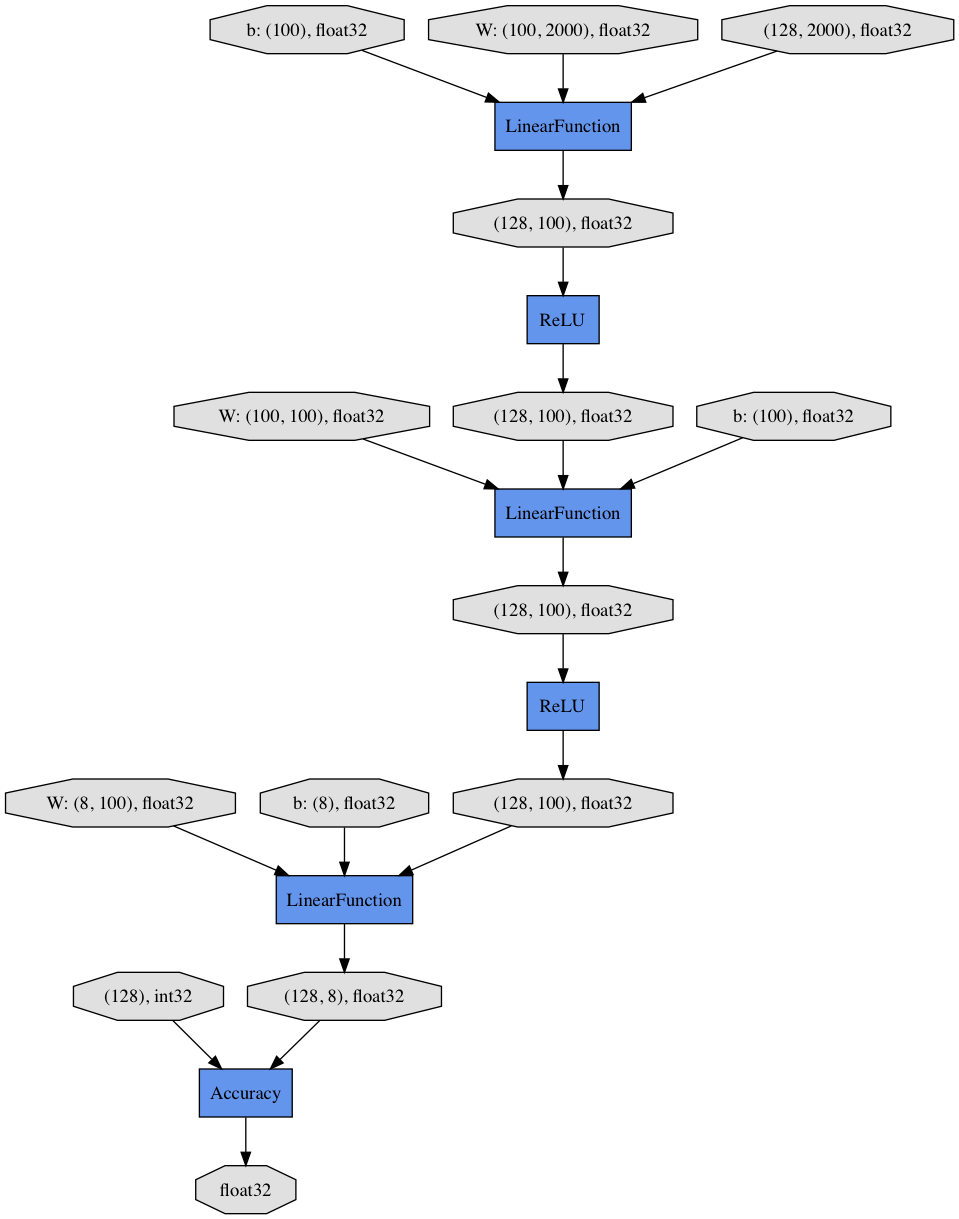 b: (100), float32
W: (100, 2000), float32
(128, 2000), float32
LinearFunction
(128, 100), float32
ReLU
W: (100, 100), float32
(128, 100), float32
b: (100), float32
LinearFunction
(128, 100), float32
ReLU
W: (8, 100), float32
b: (8), float32
(128, 100), float32
LinearFunction
(128), int32
(128, 8), float32
Accuracy
float32